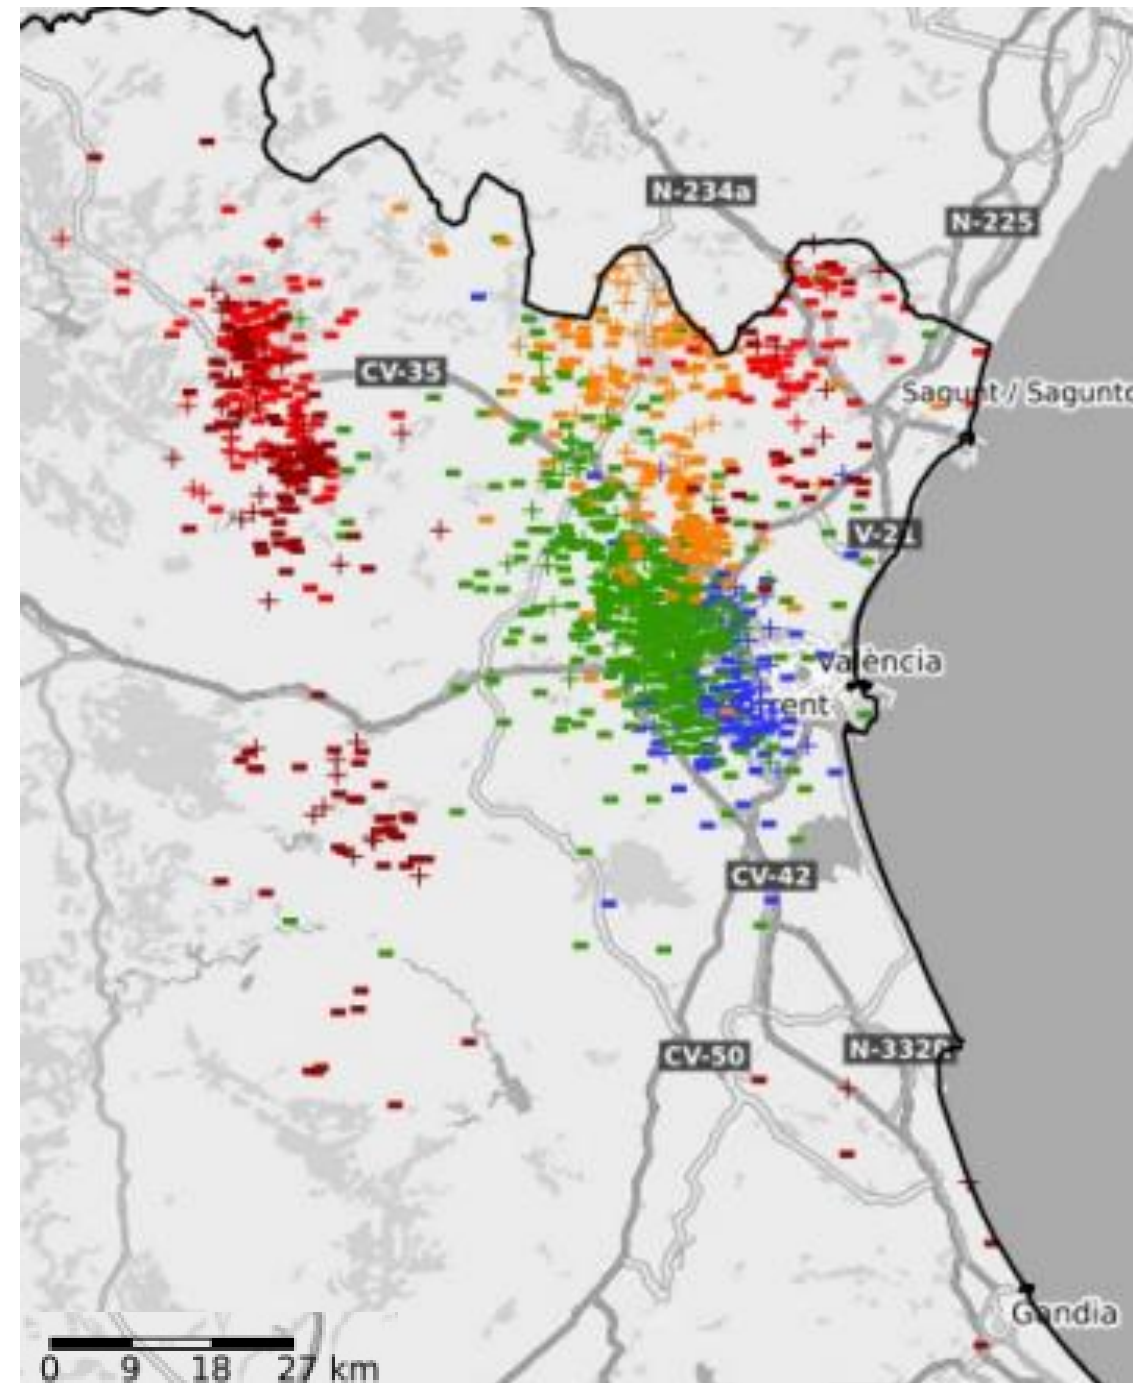 N-234a
N-225
CV-35
Sagunt / Sagunto
V-21
València
rrent
CV-42
CV-50
N-332
Gandia
0 9 18 27 km